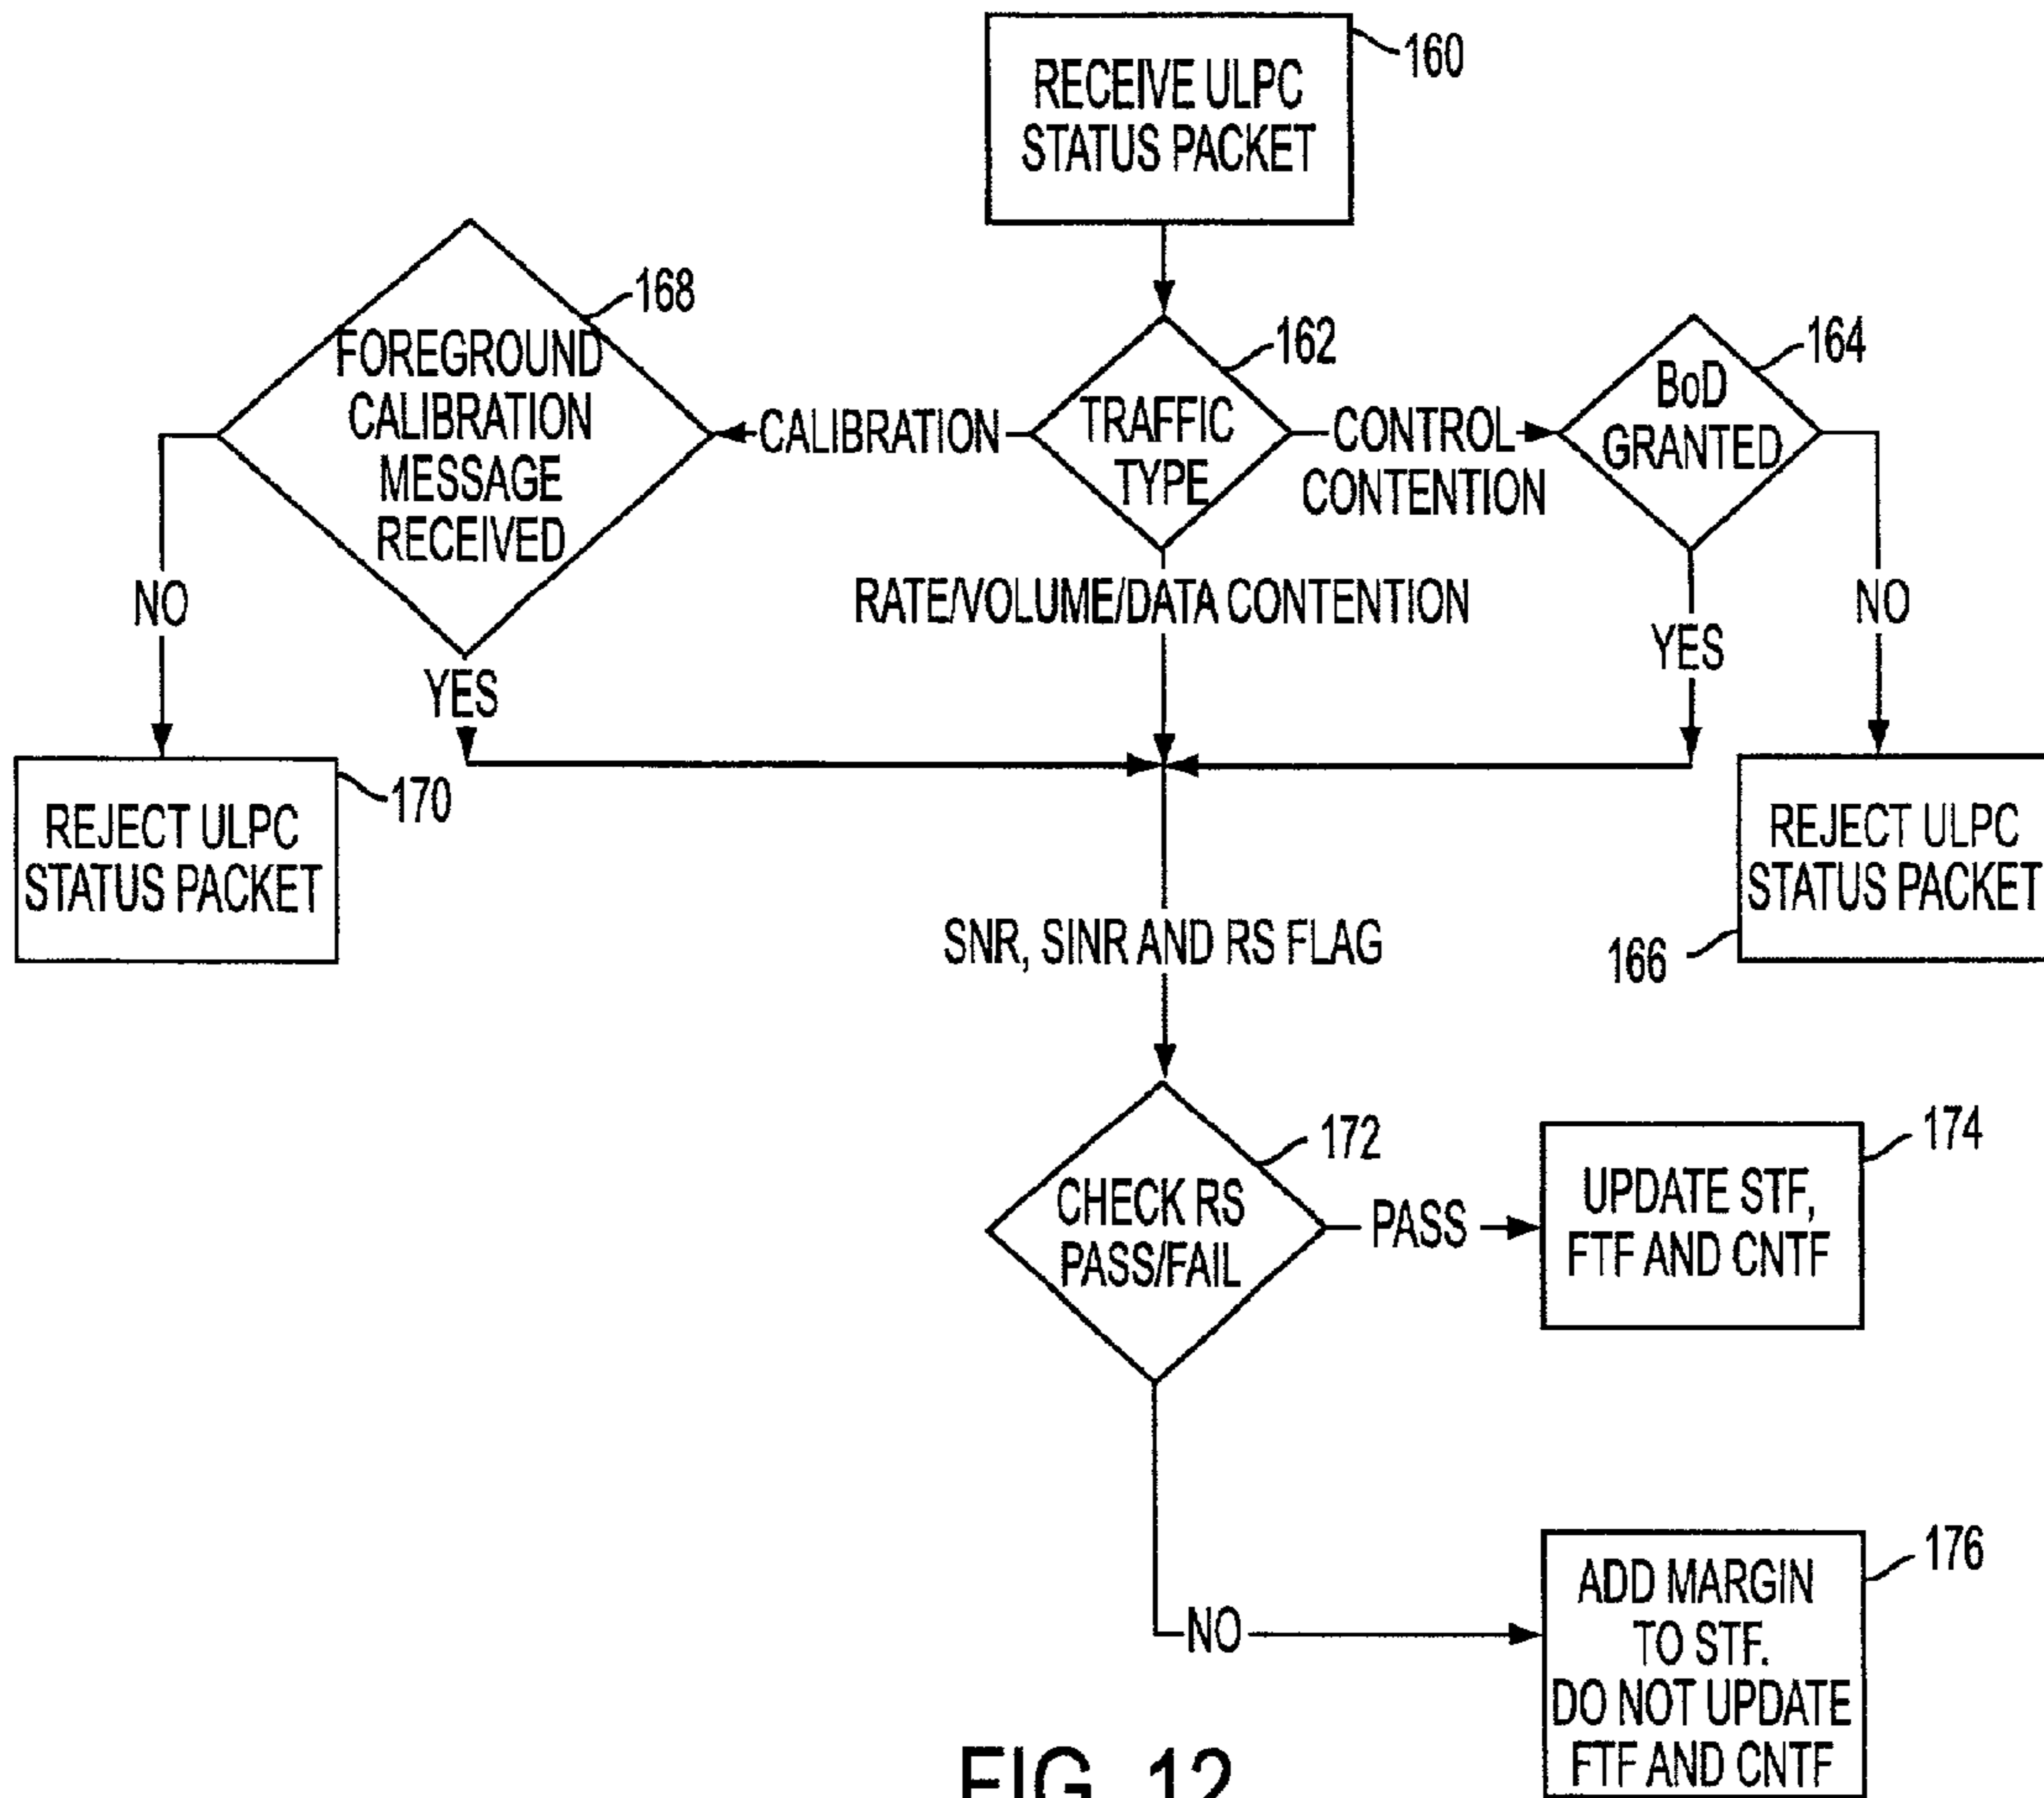 RECEIVE ULPC
STATUS PACKET
160
168
FOREGROUND
CALIBRATION
MESSAGE
RECEIVED
CALIBRATION
162
TRAFFIC
TYPE
CONTROL
CONTENTION
164
BoD
GRANTED
NO
YES
RATE/VOLUME/DATA CONTENTION
YES
NO
REJECT ULPC
STATUS PACKET
170
REJECT ULPC
STATUS PACKET
166
SNR, SINR AND RS FLAG
172
CHECK RS
PASS/FAIL
PASS
174
UPDATE STF,
FTF AND CNTF
NO
176
ADD MARGIN
TO STF.
DO NOT UPDATE
FTF AND CNTF
FIG. 12